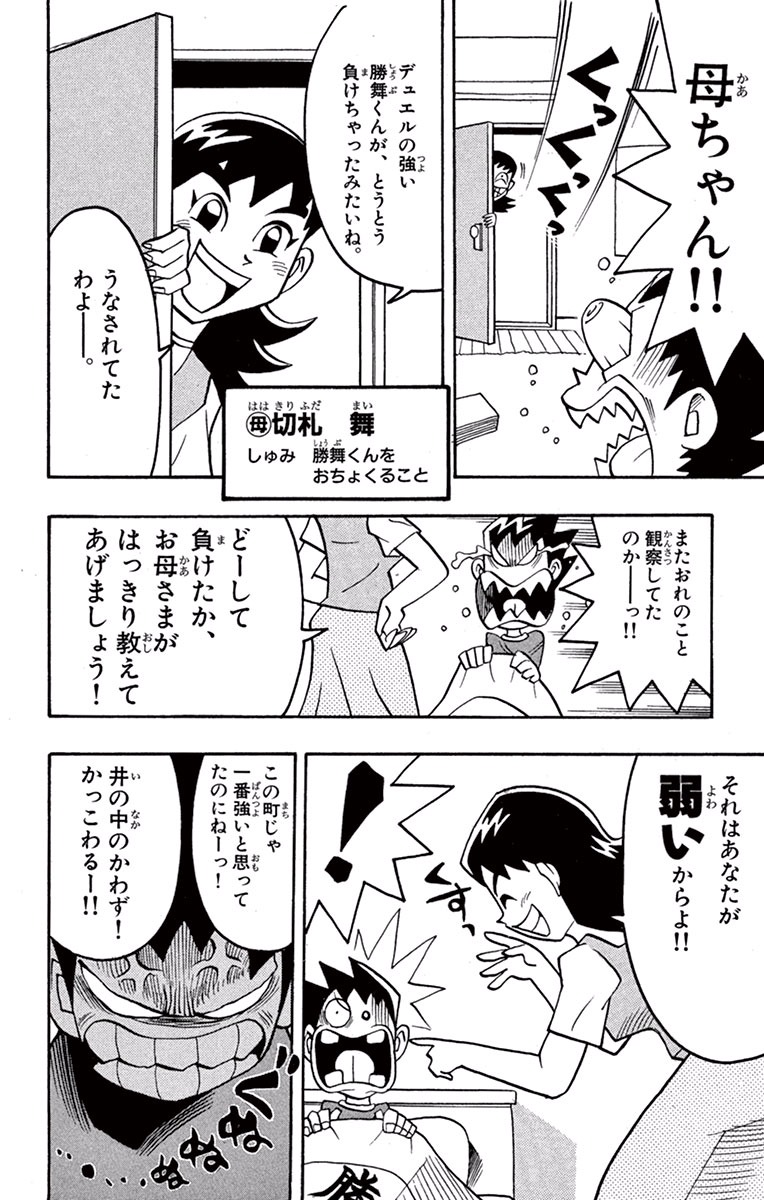 母ちゃん!!
くっくっくっ
デュエルの強い
勝舞くんが、とうとう
負けちゃったみたいね。
うなされてた
わよー。
母切札 舞
しゅみ 勝舞くんを
おちょくること
またおれのこと
観察してた
のかーっ!!
どーして
負けたか、
お母さまが
はっきり教えて
あげましょう!
それはあなたが
弱いからよ!!
くすっ
!
勝
この町じゃ
一番強いと思って
たのにねーっ!
井の中のかわず!
かっこわるー!!